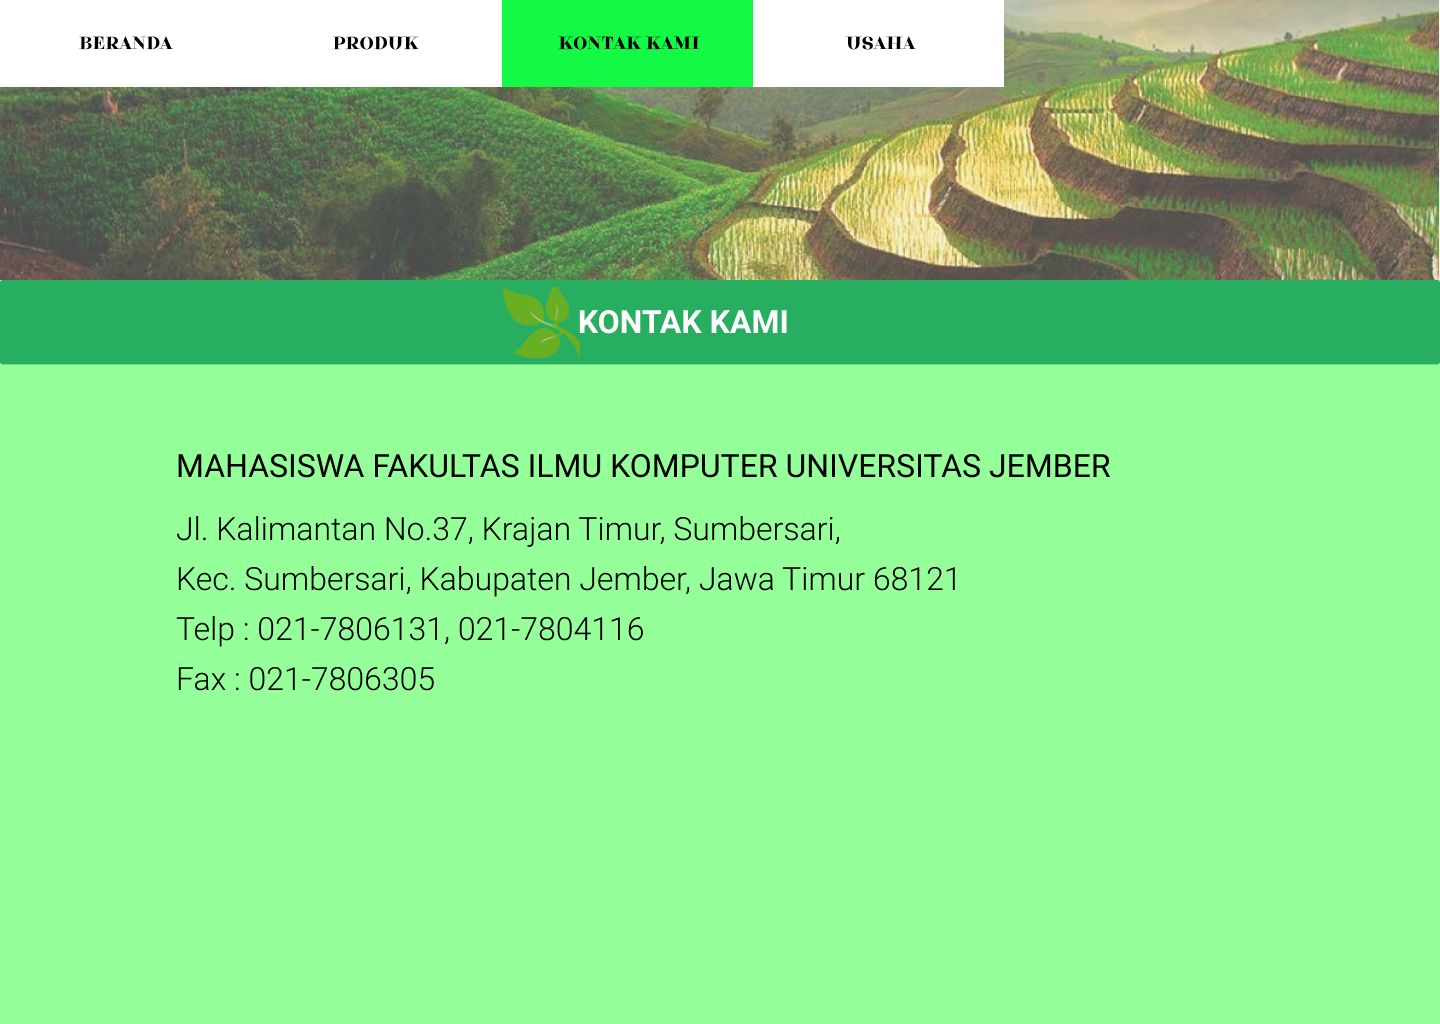 BERANDA
PRODUK
KONTAK KAMI
USAHA
KONTAK KAMI
MAHASISWA FAKULTAS ILMU KOMPUTER UNIVERSITAS JEMBER
Jl. Kalimantan No.37, Krajan Timur, Sumbersari,
Kec. Sumbersari, Kabupaten Jember, Jawa Timur 68121
Telp : 021-7806131, 021-7804116
Fax : 021-7806305